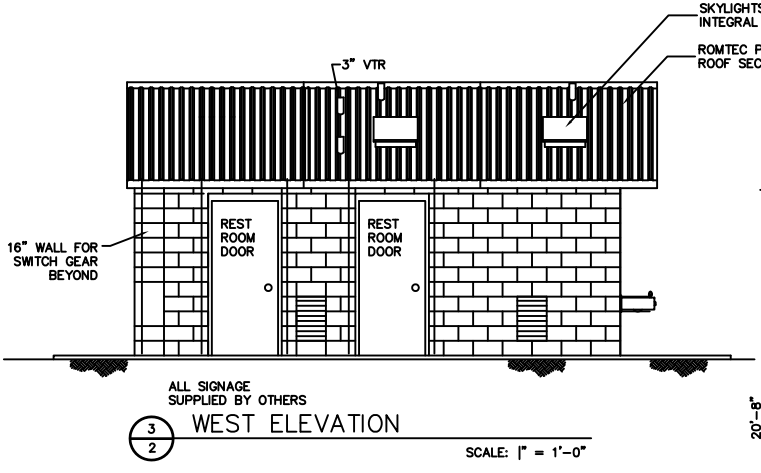 SKYLIGHTS
INTEGRAL
3" VTR
ROMTEC P
ROOF SEC
REST
ROOM
DOOR
REST
ROOM
DOOR
16" WALL FOR
SWITCH GEAR
BEYOND
ALL SIGNAGE
SUPPLIED BY OTHERS
3
2
WEST ELEVATION
SCALE: |" = 1'-0"
20'-8"